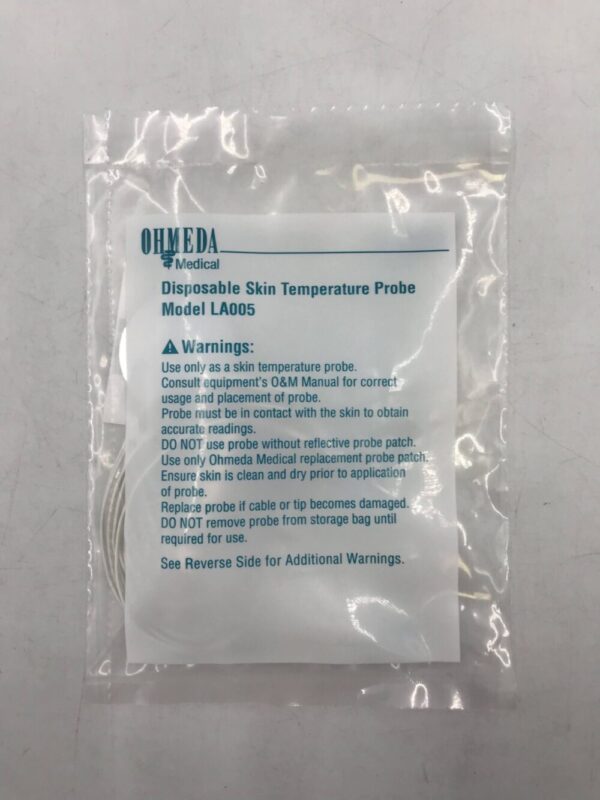 OHMEDA
Medical
Disposable Skin Temperature Probe
Model LA005
Warnings:
Use only as a skin temperature probe.
Consult equipment's O&M Manual for correct
usage and placement of probe.
Probe must be in contact with the skin to obtain
accurate readings.
DO NOT use probe without reflective probe patch.
Use only Ohmeda Medical replacement probe patch.
Ensure skin is clean and dry prior to application
of probe.
Replace probe if cable or tip becomes damaged.
DO NOT remove probe from storage bag until
required for use.
See Reverse Side for Additional Warnings.